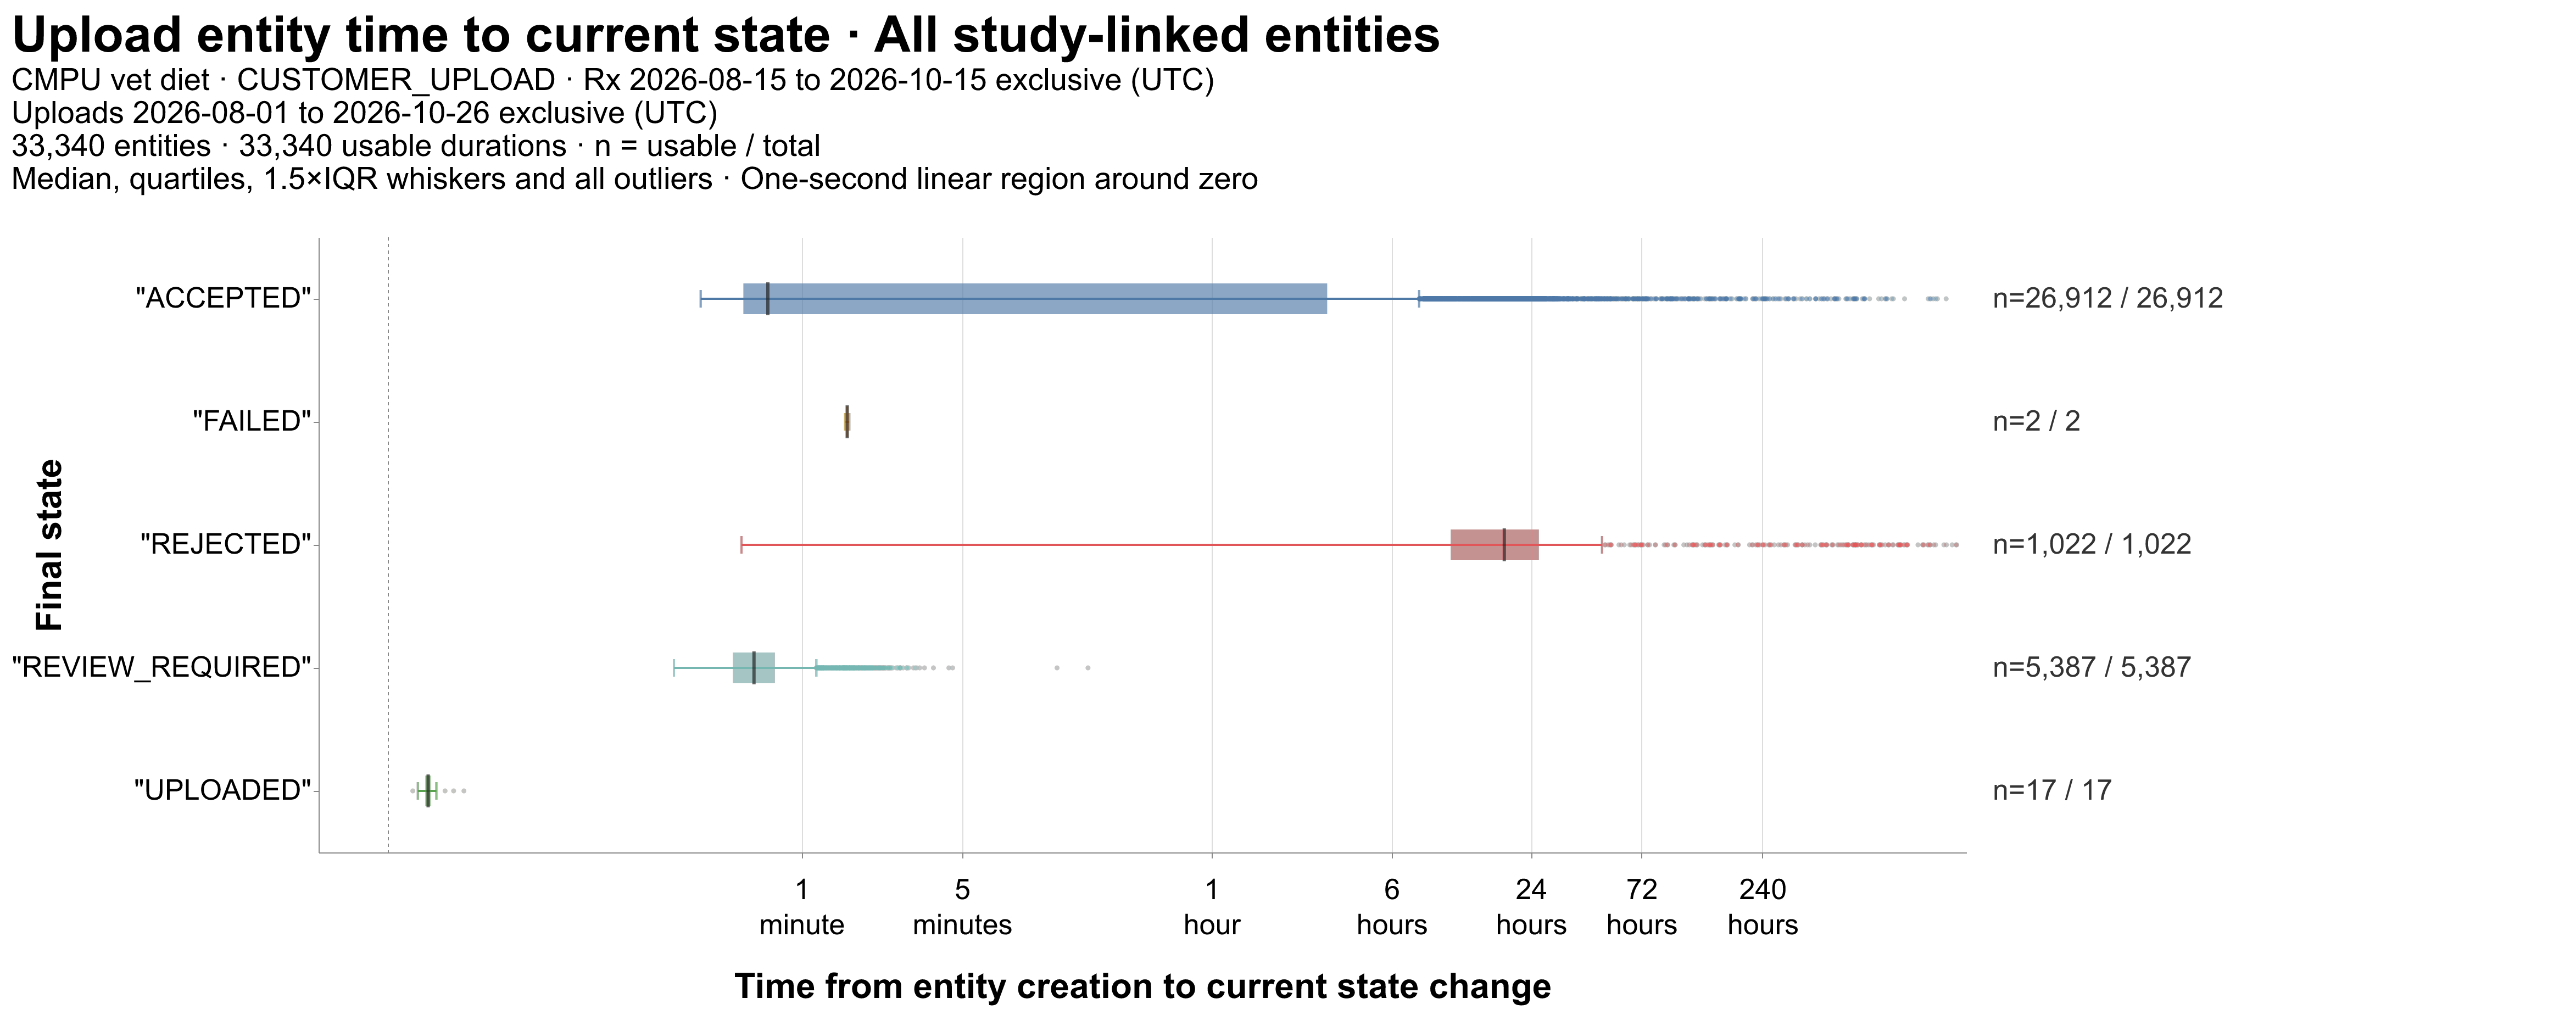 Upload entity time to current state · All study-linked entities
CMPU vet diet · CUSTOMER_UPLOAD · Rx 2026-08-15 to 2026-10-15 exclusive (UTC)
Uploads 2026-08-01 to 2026-10-26 exclusive (UTC)
33,340 entities · 33,340 usable durations · n = usable / total
Median, quartiles, 1.5×IQR whiskers and all outliers · One-second linear region around zero
Final state
"ACCEPTED"
n=26,912 / 26,912
"FAILED"
n=2 / 2
"REJECTED"
n=1,022 / 1,022
"REVIEW_REQUIRED"
n=5,387 / 5,387
"UPLOADED"
n=17 / 17
1 minute
5 minutes
1 hour
6 hours
24 hours
72 hours
240 hours
Time from entity creation to current state change